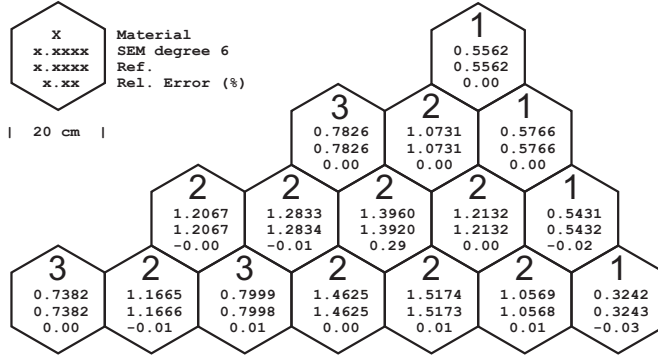 X Material
x.xxxx SEM degree 6
x.xxxx Ref.
x.xx Rel. Error (%)
| 20 cm |
1
0.5562
0.5562
0.00
3 2 1
0.7826 1.0731 0.5766
0.7826 1.0731 0.5766
0.00 0.00 0.00
2 2 2 2 1
1.2067 1.2833 1.3960 1.2132 0.5431
1.2067 1.2834 1.3920 1.2132 0.5432
-0.00 -0.01 0.29 0.00 -0.02
3 2 3 2 2 2 1
0.7382 1.1665 0.7999 1.4625 1.5174 1.0569 0.3242
0.7382 1.1666 0.7998 1.4625 1.5173 1.0568 0.3243
0.00 -0.01 0.01 0.00 0.01 0.01 -0.03